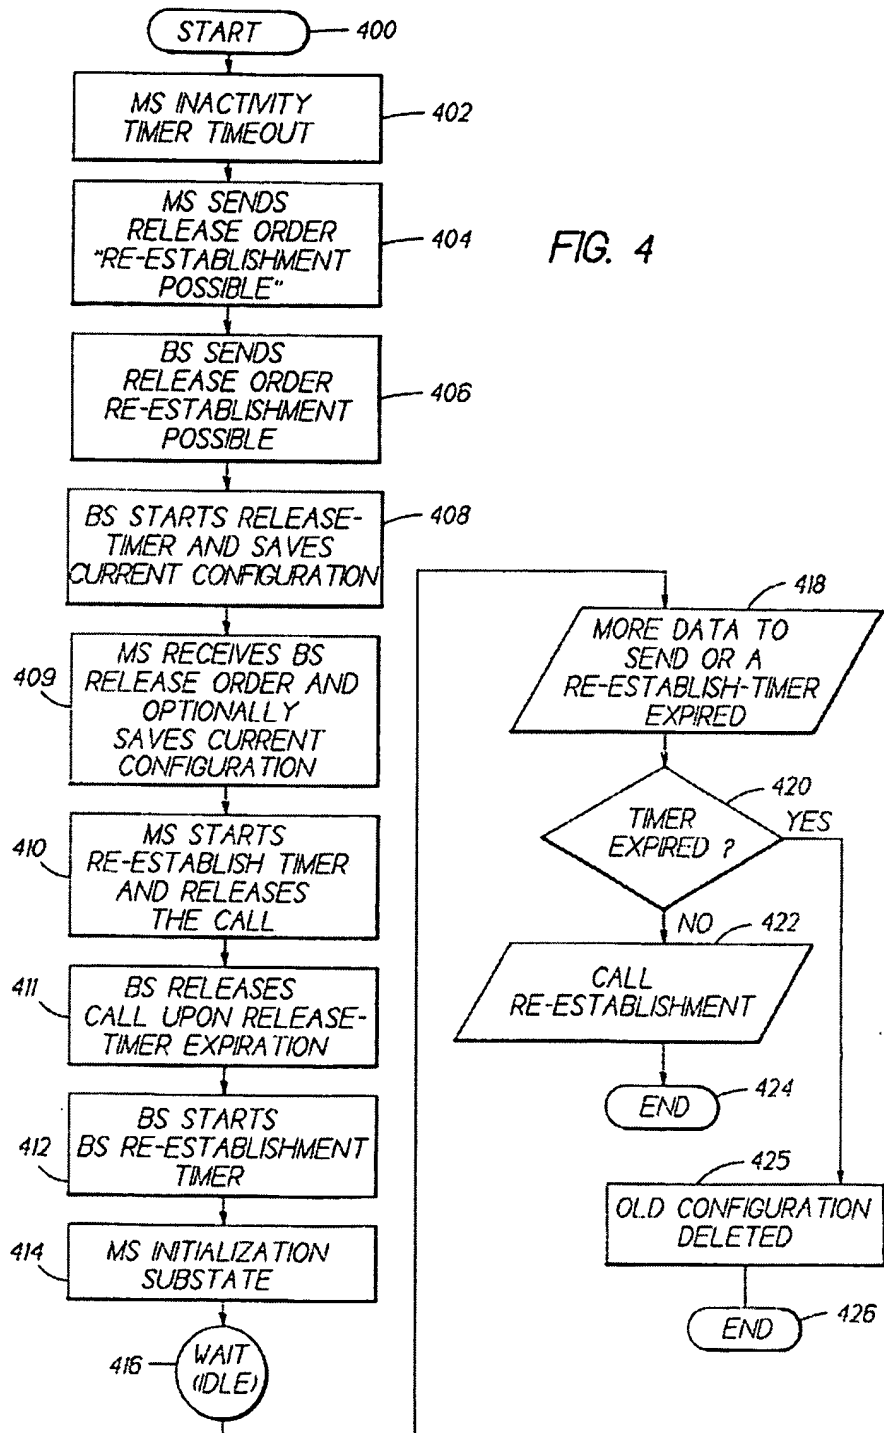 START
400
MS INACTIVITY
TIMER TIMEOUT
402
MS SENDS
RELEASE ORDER
"RE-ESTABLISHMENT
POSSIBLE"
404
FIG. 4
BS SENDS
RELEASE ORDER
RE-ESTABLISHMENT
POSSIBLE
406
BS STARTS RELEASE-
TIMER AND SAVES
CURRENT CONFIGURATION
408
409
MS RECEIVES BS
RELEASE ORDER AND
OPTIONALLY
SAVES CURRENT
CONFIGURATION
410
MS STARTS
RE-ESTABLISH TIMER
AND RELEASES
THE CALL
411
BS RELEASES
CALL UPON RELEASE-
TIMER EXPIRATION
412
BS STARTS
BS RE-ESTABLISHMENT
TIMER
414
MS INITIALIZATION
SUBSTATE
416
WAIT
(IDLE)
418
MORE DATA TO
SEND OR A
RE-ESTABLISH-TIMER
EXPIRED
420
TIMER
EXPIRED ?
YES
NO
422
CALL
RE-ESTABLISHMENT
END
424
425
OLD CONFIGURATION
DELETED
END
426